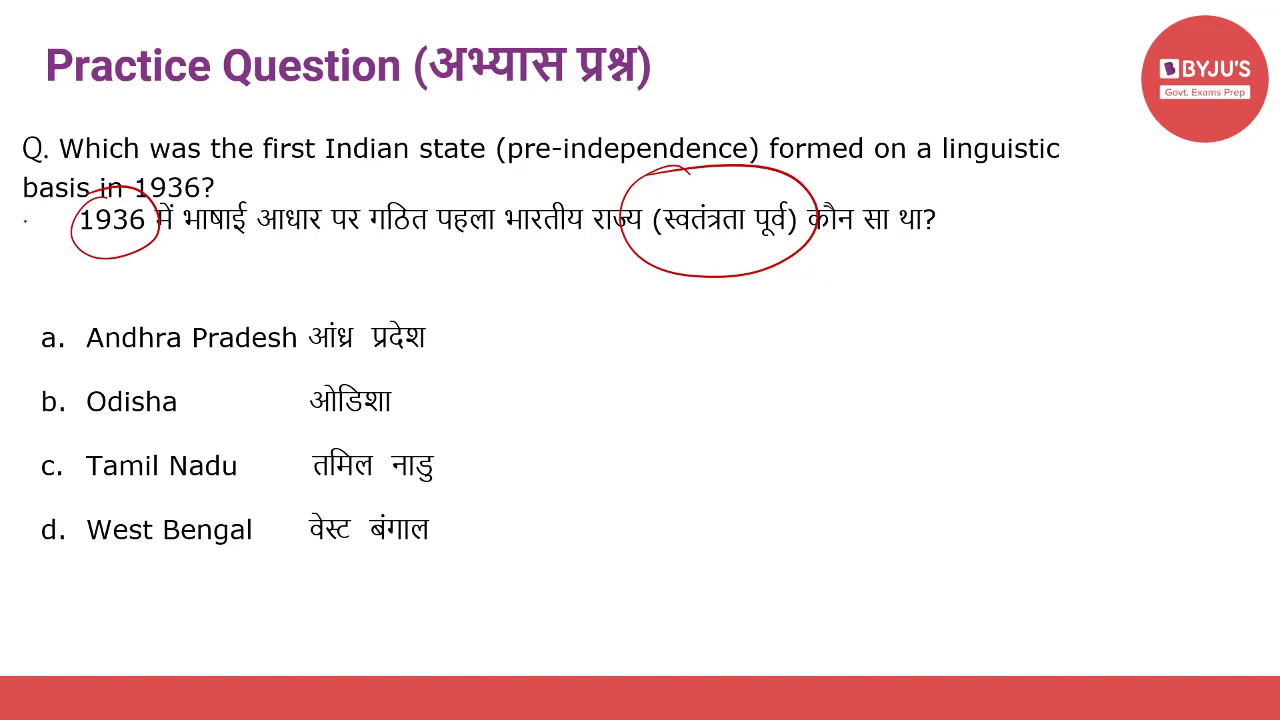 Practice Question (अभ्यास प्रश्न)
BYJU'S
Govt. Exams Prep
Q. Which was the first Indian state (pre-independence) formed on a linguistic
basis in 1936?
1936 में भाषाई आधार पर गठित पहला भारतीय राज्य (स्वतंत्रता पूर्व) कौन सा था?
a. Andhra Pradesh आंध्र प्रदेश
b. Odisha ओडिशा
c. Tamil Nadu तमिल नाडु
d. West Bengal वेस्ट बंगाल